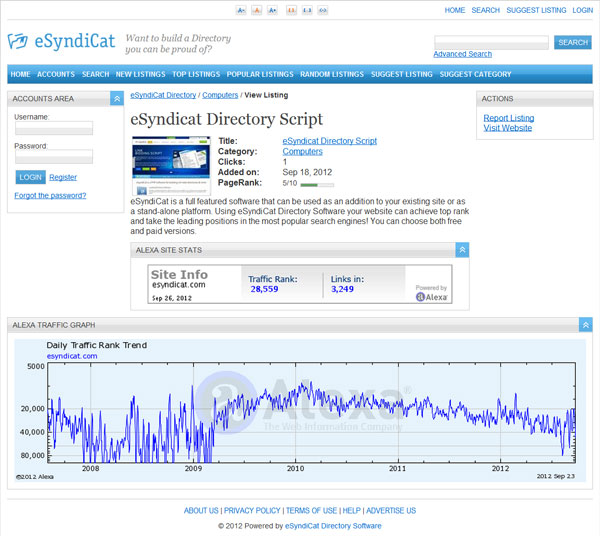 HOME SEARCH SUGGEST LISTING LOGIN
eSyndiCat
Want to build a Directory
you can be proud of?
SEARCH
Advanced Search
HOME ACCOUNTS SEARCH NEW LISTINGS TOP LISTINGS POPULAR LISTINGS RANDOM LISTINGS SUGGEST LISTING SUGGEST CATEGORY
ACCOUNTS AREA
Username:
Password:
LOGIN Register
Forgot the password?
eSyndiCat Directory / Computers / View Listing
eSyndicat Directory Script
Title: eSyndicat Directory Script
Category: Computers
Clicks: 1
Added on: Sep 18, 2012
PageRank: 5/10
eSyndiCat is a full featured software that can be used as an addition to your existing site or as
a stand-alone platform. Using eSyndiCat Directory Software your website can achieve top rank
and take the leading positions in the most popular search engines! You can choose both free
and paid versions.
ACTIONS
Report Listing
Visit Website
ALEXA SITE STATS
Site Info
esyndicat.com
Sep 26, 2012
Traffic Rank:
28,559
Links in:
3,249
Powered by
Alexa
ALEXA TRAFFIC GRAPH
Daily Traffic Rank Trend
esyndicat.com
5000
20,000
40,000
80,000
Alexa®
The Web Information Company
2008 2009 2010 2011 2012
©2012 Alexa 2012 Sep 23
ABOUT US | PRIVACY POLICY | TERMS OF USE | HELP | ADVERTISE US
© 2012 Powered by eSyndiCat Directory Software